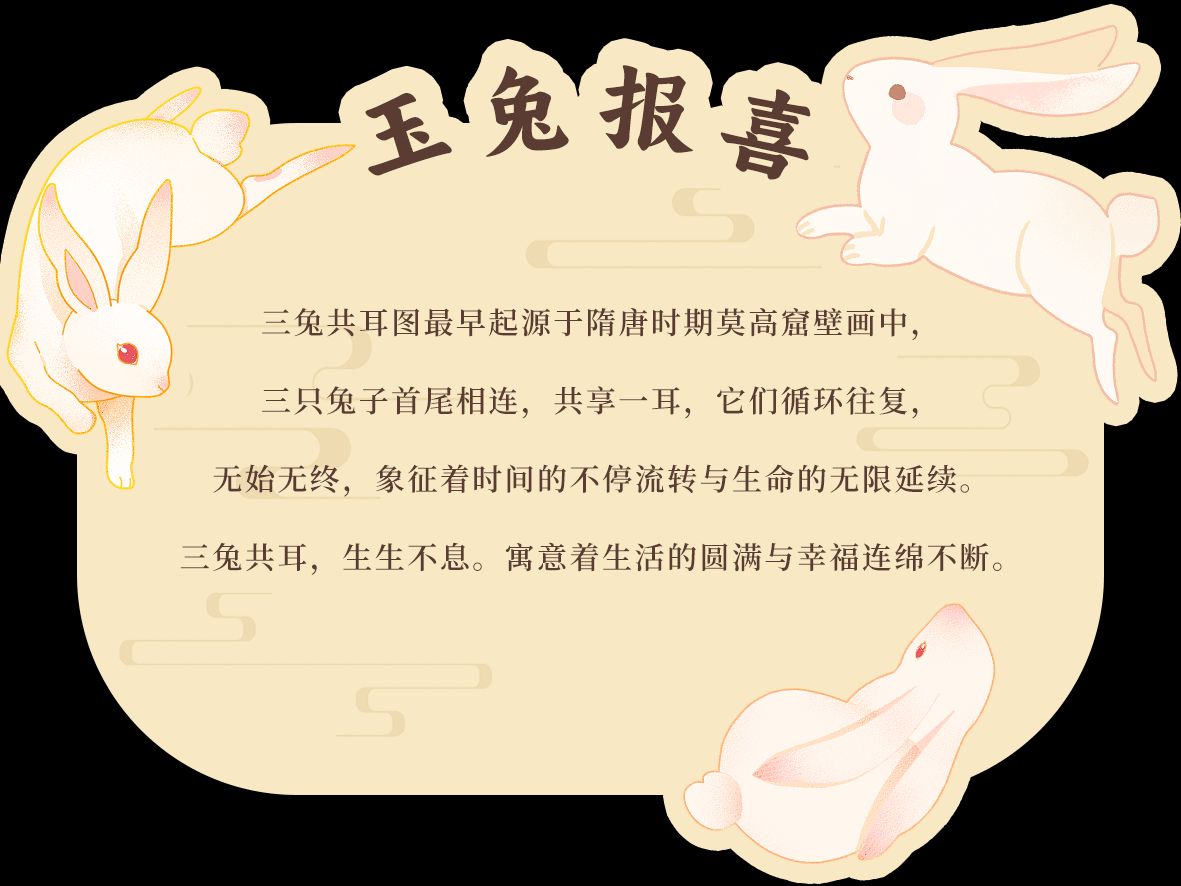 玉兔报喜
三兔共耳图最早起源于隋唐时期莫高窟壁画中，
三只兔子首尾相连，共享一耳，它们循环往复，
无始无终，象征着时间的不停流转与生命的无限延续。
三兔共耳，生生不息。寓意着生活的圆满与幸福连绵不断。